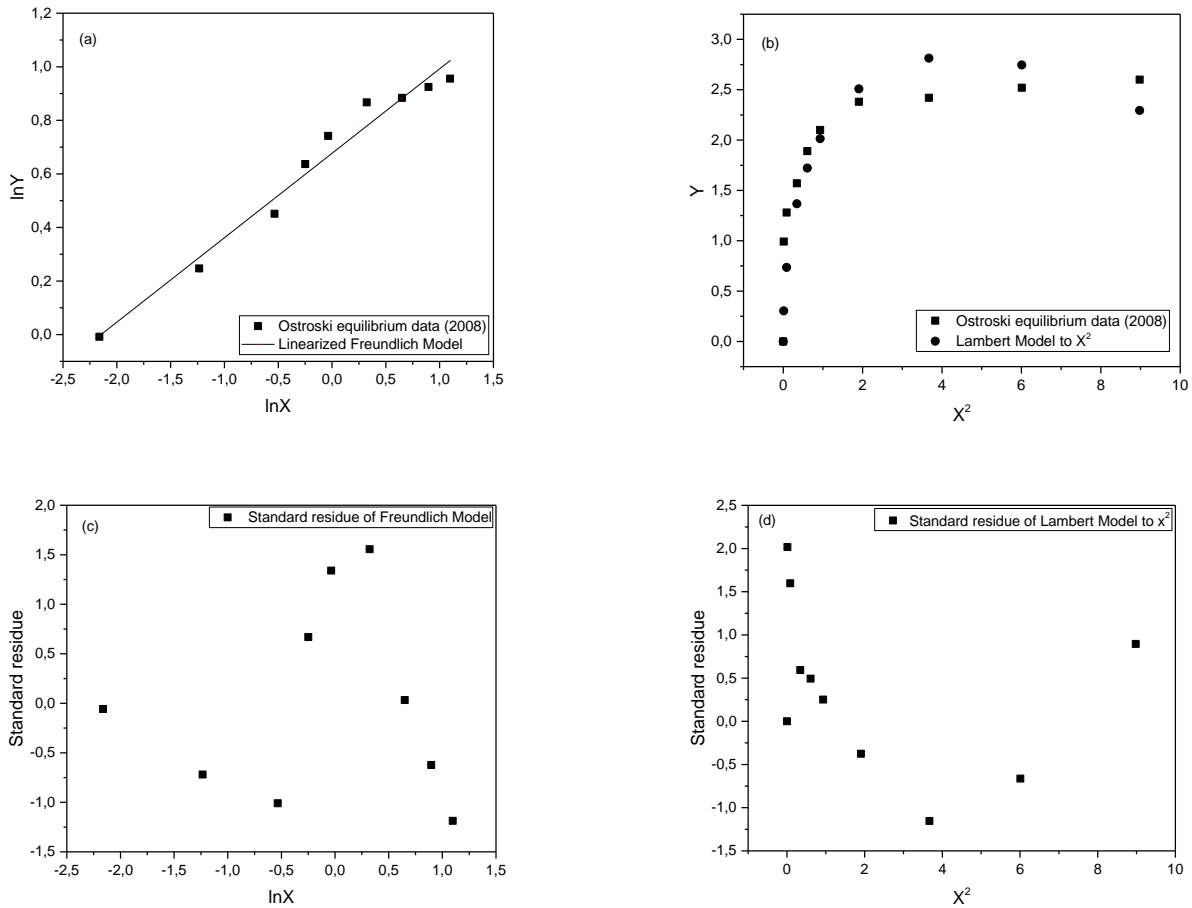 (a)
1,2
1,0
0,8
0,6
0,4
0,2
0,0
lnY
-2,5 -2,0 -1,5 -1,0 -0,5 0,0 0,5 1,0 1,5
lnX
Ostroski equilibrium data (2008)
Linearized Freundlich Model
(b)
3,0
2,5
2,0
1,5
1,0
0,5
0,0
Y
0 2 4 6 8 10
X²
Ostroski equilibrium data (2008)
Lambert Model to X²
(c)
Standard residue of Freundlich Model
2,0
1,5
1,0
0,5
0,0
-0,5
-1,0
-1,5
Standard residue
-2,5 -2,0 -1,5 -1,0 -0,5 0,0 0,5 1,0 1,5
lnX
(d)
Standard residue of Lambert Model to x²
2,5
2,0
1,5
1,0
0,5
0,0
-0,5
-1,0
-1,5
Standard residue
0 2 4 6 8 10
X²